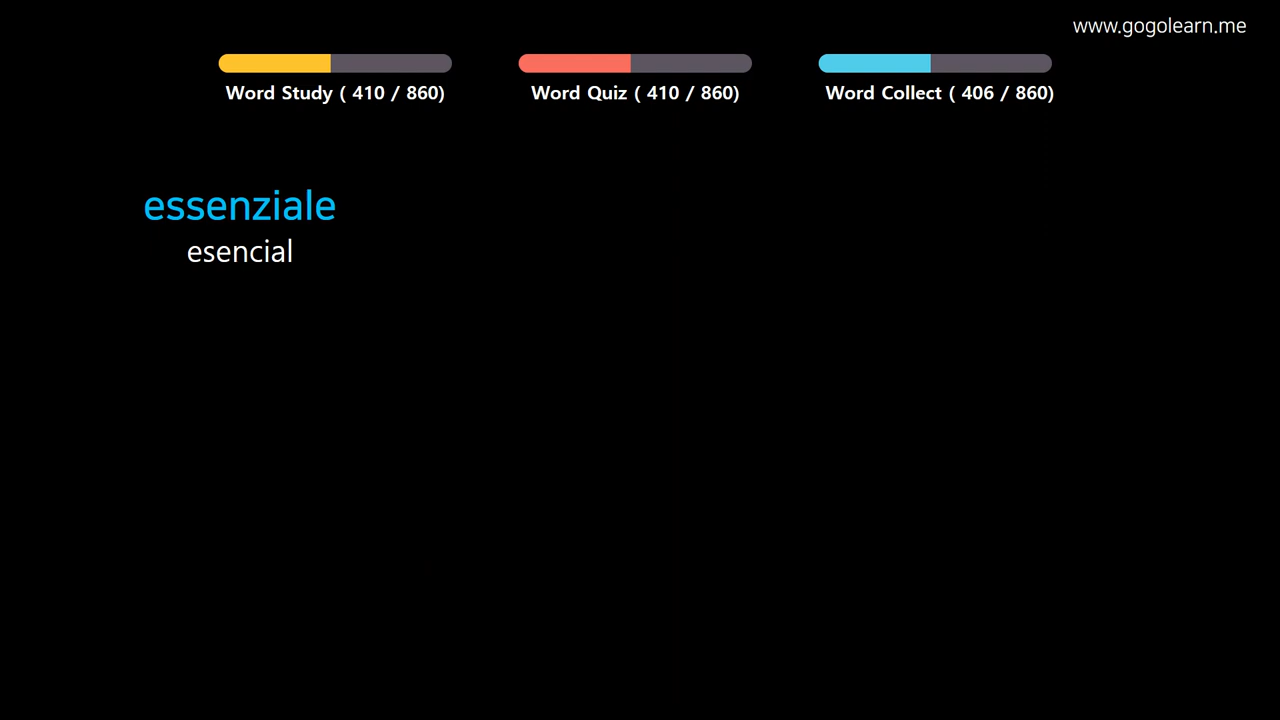 www.gogolearn.me
Word Study ( 410 / 860)
Word Quiz ( 410 / 860)
Word Collect ( 406 / 860)
essenziale
esencial